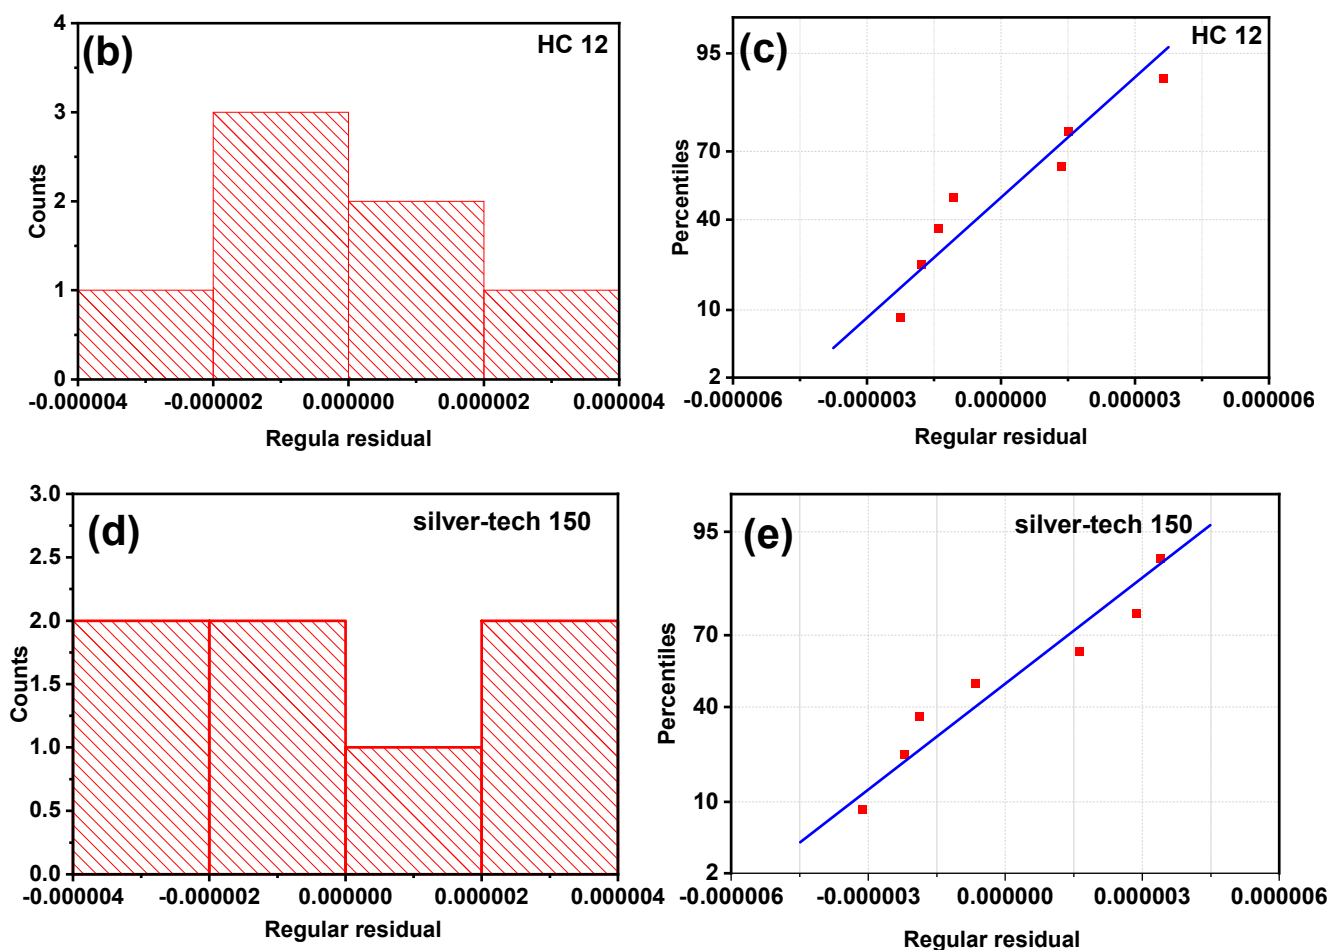 (b)
HC 12
4
3
2
1
0
Counts
-0.000004 -0.000002 0.000000 0.000002 0.000004
Regula residual
(c)
HC 12
95
70
40
10
2
Percentiles
-0.000006 -0.000003 0.000000 0.000003 0.000006
Regular residual
(d)
silver-tech 150
3.0
2.5
2.0
1.5
1.0
0.5
0.0
Counts
-0.000004 -0.000002 0.000000 0.000002 0.000004
Regular residual
(e)
silver-tech 150
95
70
40
10
2
Percentiles
-0.000006 -0.000003 0.000000 0.000003 0.000006
Regular residual